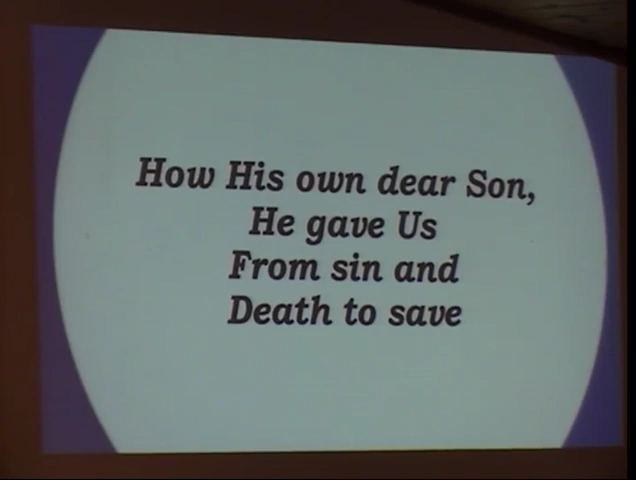 How His own dear Son,
He gave Us
From sin and
Death to save